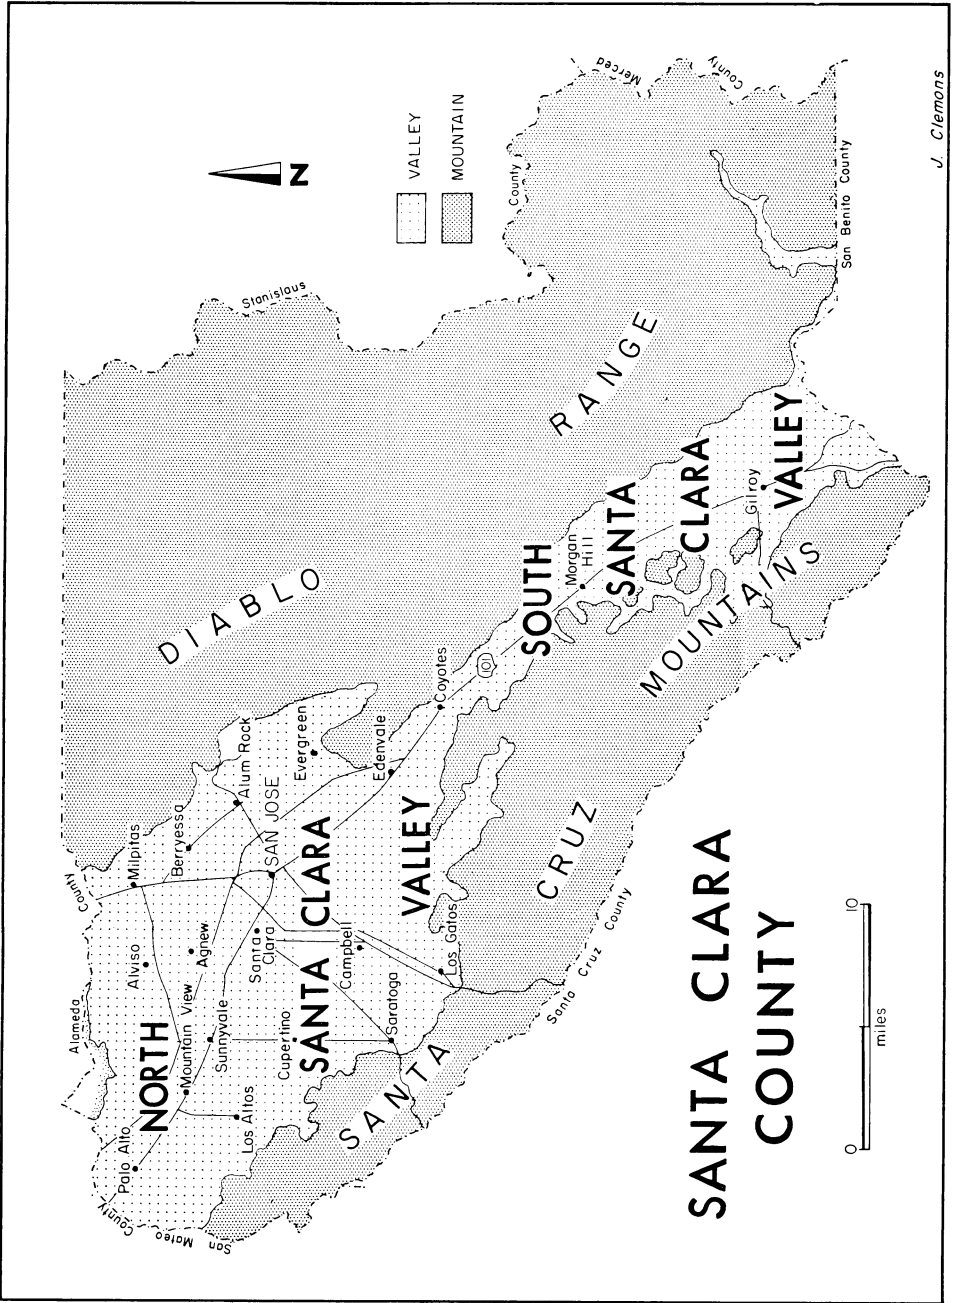 Merced
County
Stanislaus
County
N
VALLEY
MOUNTAIN
J. Clemons
San Benito County
DIABLO
RANGE
Alameda
County
San Mateo
County
Palo Alto
NORTH
Mountain View
Los Altos
Sunnyvale
Alviso
Agnew
Milpitas
Berryessa
Alum Rock
Santa
Clara
SAN JOSE
Evergreen
Cupertino
SANTA
CLARA
Campbell
Edenvale
Saratoga
Los Gatos
VALLEY
Coyotes
101
SOUTH
Morgan
Hill
SANTA
CLARA
Gilroy
VALLEY
SANTA
CRUZ
MOUNTAINS
Santa Cruz County
SANTA CLARA
COUNTY
0
10
miles